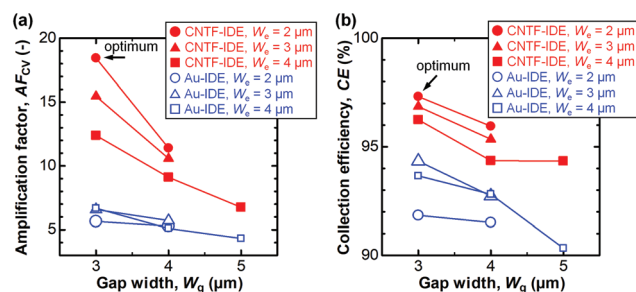 (a)
CNTF-IDE, We = 2 μm
CNTF-IDE, We = 3 μm
CNTF-IDE, We = 4 μm
Au-IDE, We = 2 μm
Au-IDE, We = 3 μm
Au-IDE, We = 4 μm
optimum
Amplification factor, AFCV (-)
20
15
10
5
3
4
5
Gap width, Wg (μm)
(b)
CNTF-IDE, We = 2 μm
CNTF-IDE, We = 3 μm
CNTF-IDE, We = 4 μm
Au-IDE, We = 2 μm
Au-IDE, We = 3 μm
Au-IDE, We = 4 μm
optimum
Collection efficiency, CE (%)
100
95
90
3
4
5
Gap width, Wg (μm)